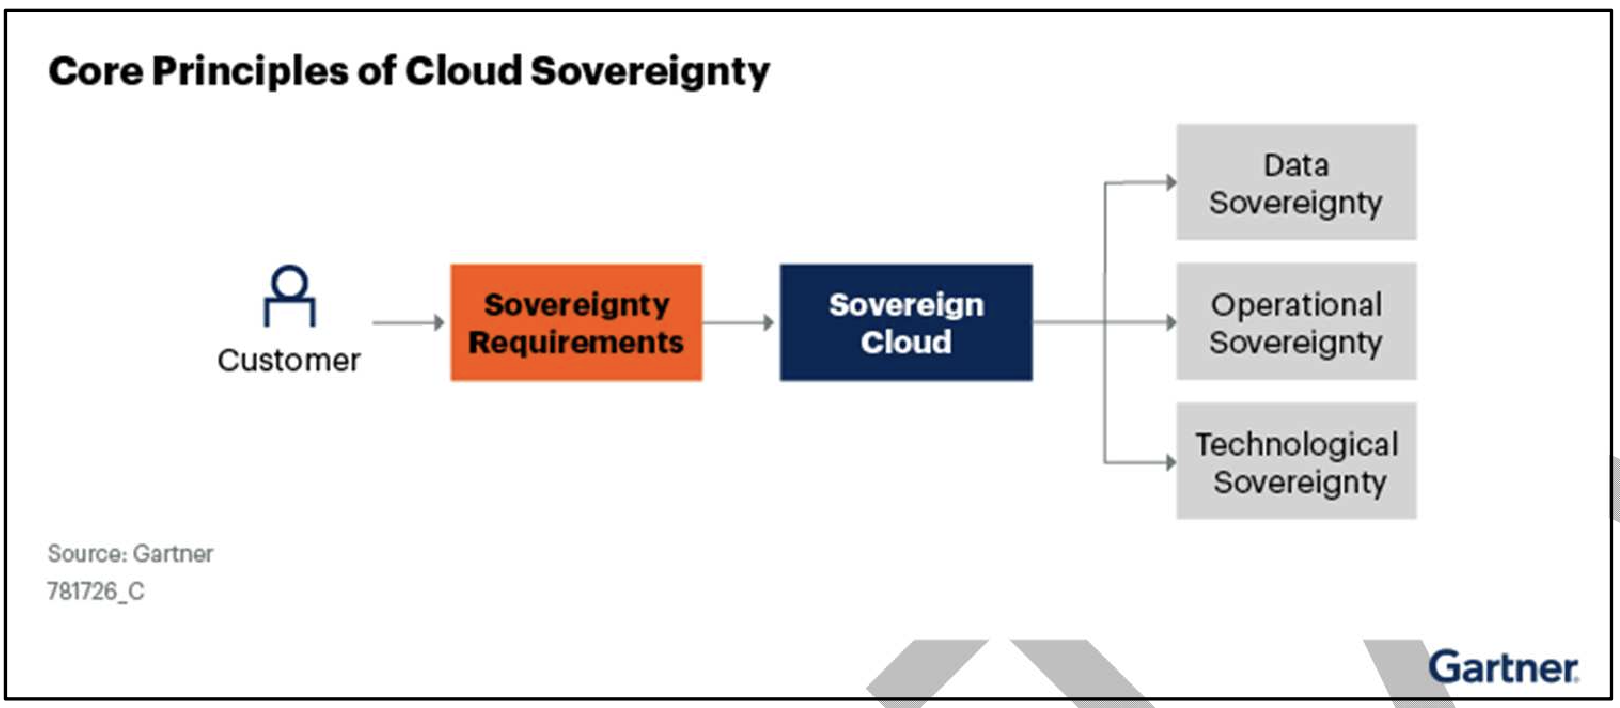 Core Principles of Cloud Sovereignty
Data
Sovereignty
Customer
Sovereignty
Requirements
Sovereign
Cloud
Operational
Sovereignty
Technological
Sovereignty
Source: Gartner
781726_C
Gartner